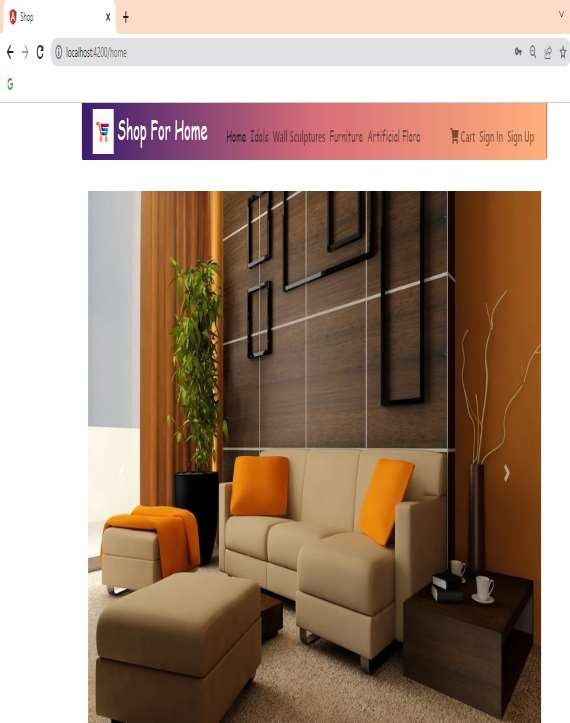 Shop
localhost:4200/home
Shop For Home Home Idols Wall Sculptures Furniture Artificial Flora Cart Sign In Sign Up